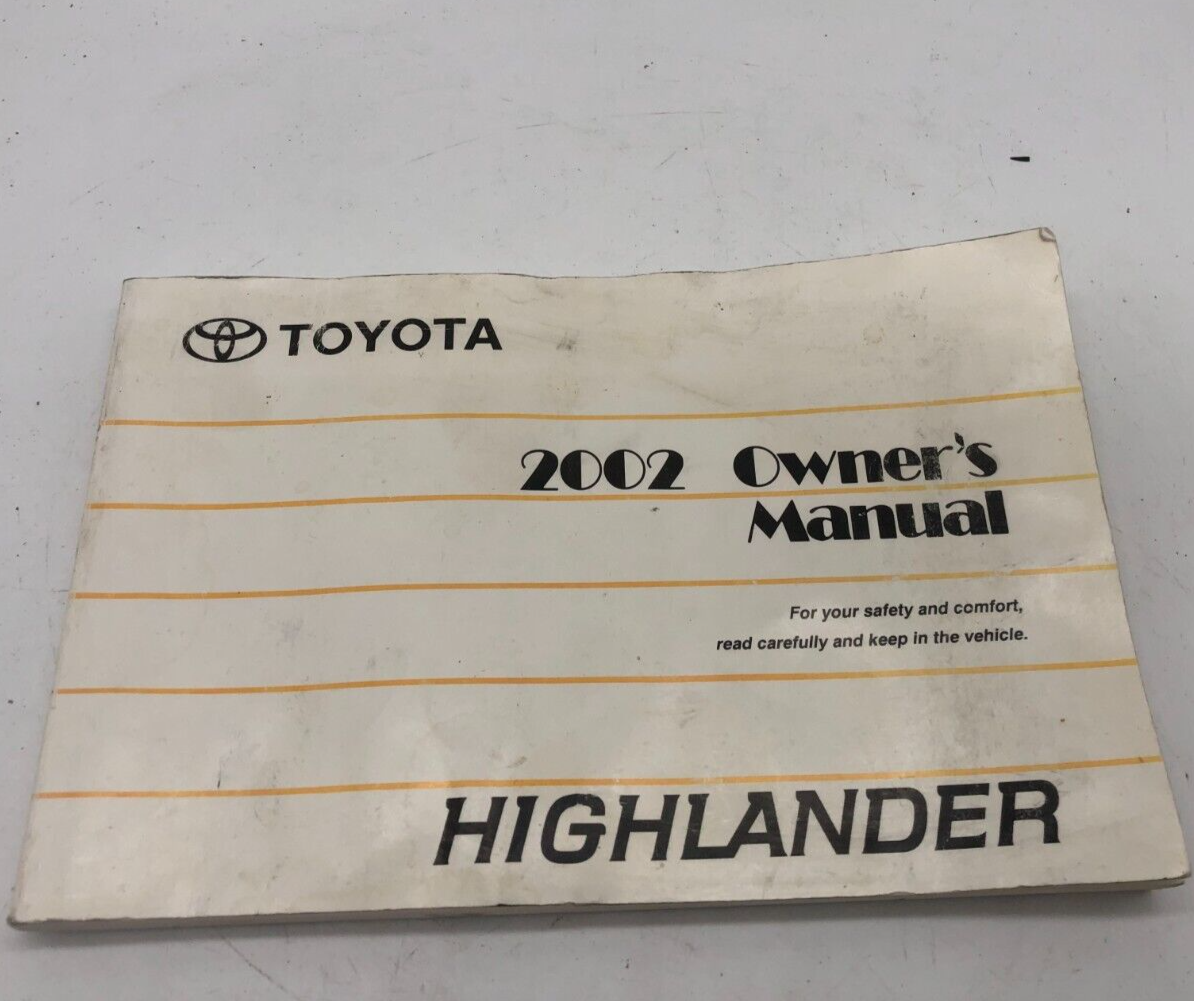 TOYOTA
2002 Owner's
Manual
For your safety and comfort,
read carefully and keep in the vehicle.
HIGHLANDER